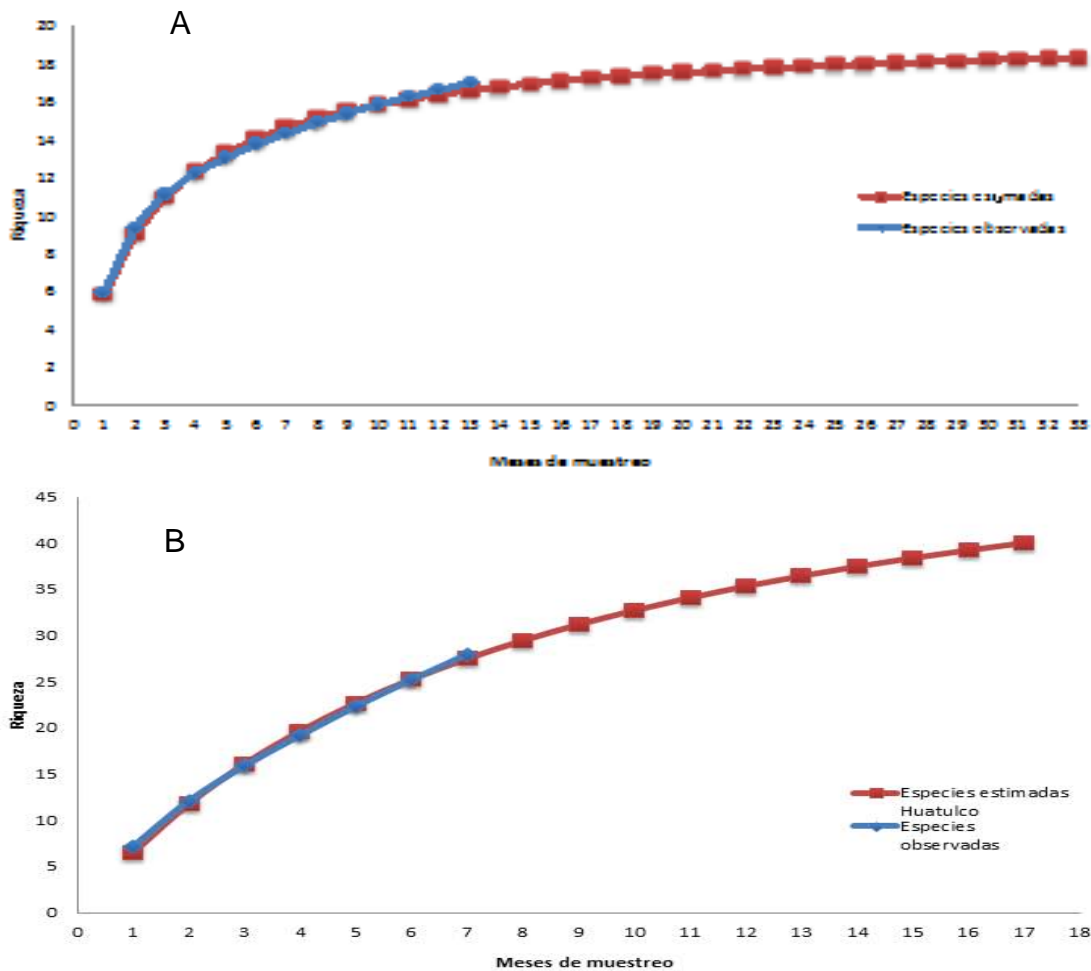 A
20
18
16
14
12
10
8
6
4
2
0
Riqueza
0 1 2 3 4 5 6 7 8 9 10 11 12 13 14 15 16 17 18 19 20 21 22 23 24 25 26 27 28 29 30 31 32 33
Meses de muestreo
Especies esymadas
Especies observadas
B
45
40
35
30
25
20
15
10
5
0
Riqueza
0 1 2 3 4 5 6 7 8 9 10 11 12 13 14 15 16 17 18
Meses de muestreo
Especies estimadas
Huatulco
Especies
observadas